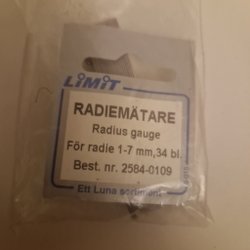 LIMIT
RADIEMÄTARE
Radius gauge
För radie 1-7 mm,34 bl.
Best. nr. 2584-0109
Ett Luna sortiment